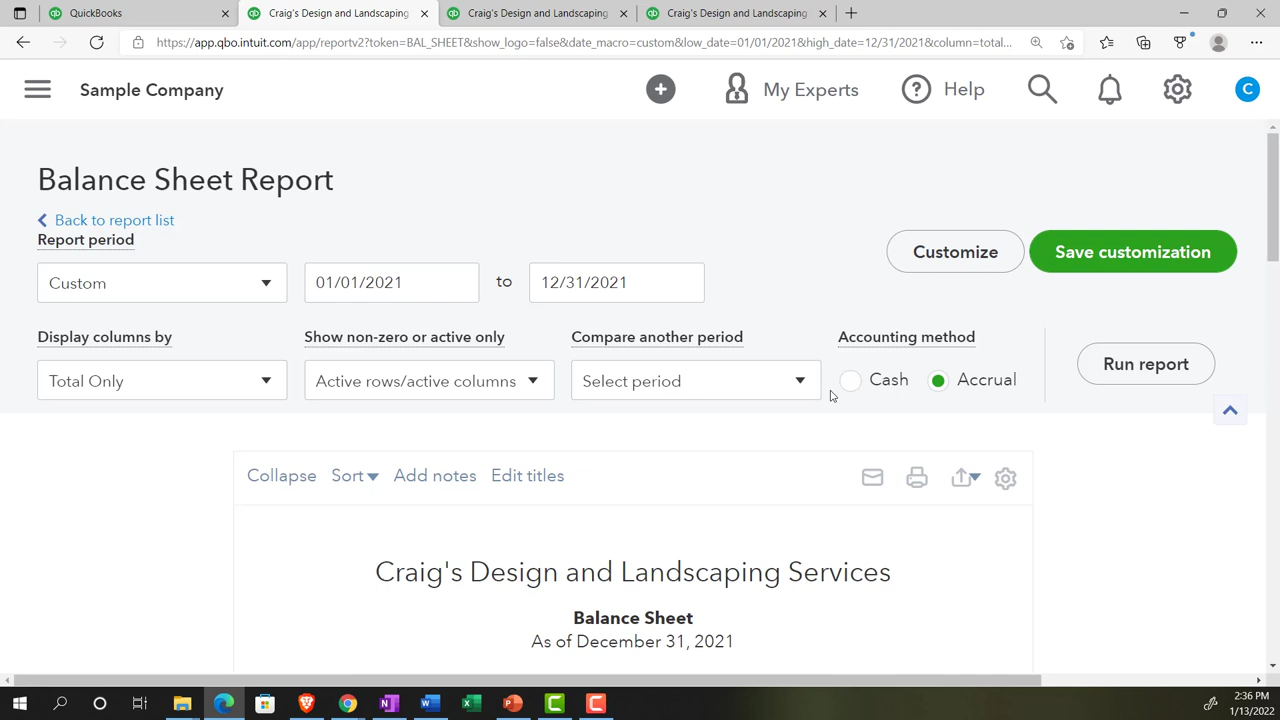 QuickBooks
Craig's Design and Landscaping
Craig's Design and Landscaping
Craig's Design and Landscaping
https://app.qbo.intuit.com/app/reportv2?token=BAL_SHEET&show_logo=false&date_macro=custom&low_date=01/01/2021&high_date=12/31/2021&column=total...
Sample Company
My Experts
Help
C
Balance Sheet Report
Back to report list
Report period
Customize
Save customization
Custom
01/01/2021
to
12/31/2021
Display columns by
Show non-zero or active only
Compare another period
Accounting method
Total Only
Active rows/active columns
Select period
Cash
Accrual
Run report
Collapse
Sort
Add notes
Edit titles
Craig's Design and Landscaping Services
Balance Sheet
As of December 31, 2021
2:36 PM
1/13/2022